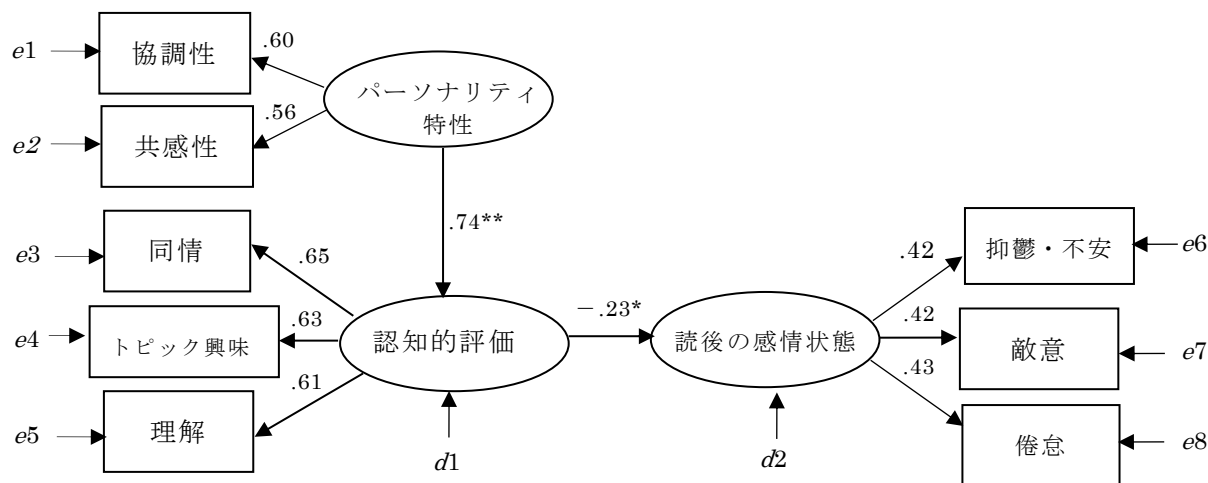 e1
協調性
.60
パーソナリティ
特性
.56
e2
共感性
.74**
e3
同情
.65
.42
抑鬱・不安
e6
e4
トピック興味
.63
認知的評価
−.23*
読後の感情状態
.42
敵意
e7
.61
.43
e5
理解
倦怠
e8
d1
d2